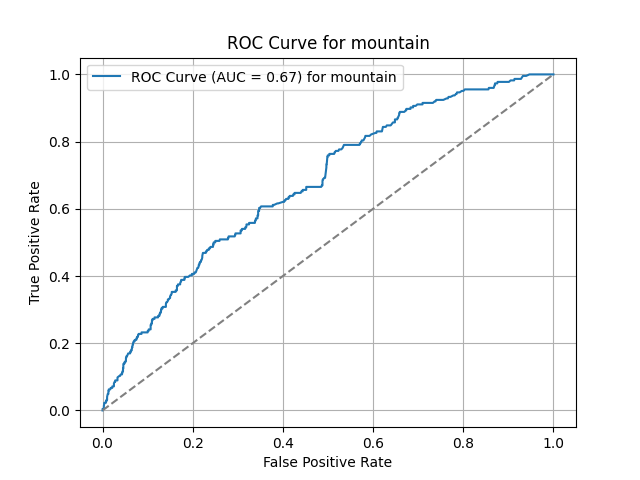 ROC Curve for mountain
ROC Curve (AUC = 0.67) for mountain
True Positive Rate
1.0
0.8
0.6
0.4
0.2
0.0
0.0 0.2 0.4 0.6 0.8 1.0
False Positive Rate